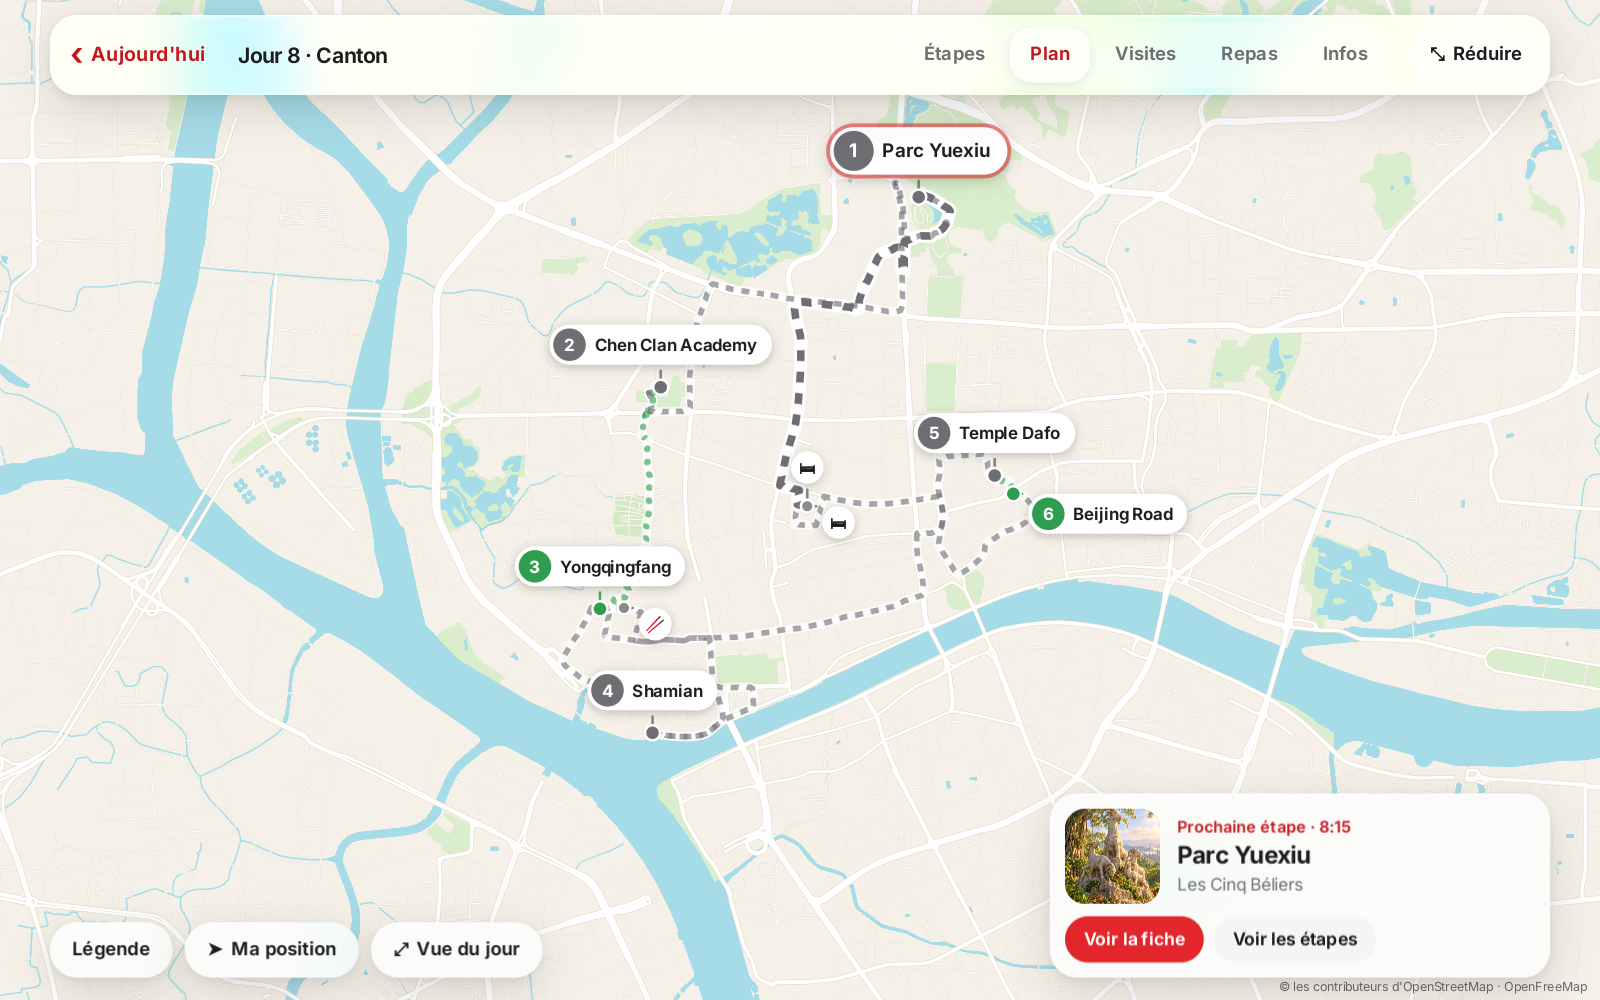 Aujourd'hui
Jour 8 · Canton
Étapes
Plan
Visites
Repas
Infos
Réduire
1 Parc Yuexiu
2 Chen Clan Academy
5 Temple Dafo
6 Beijing Road
3 Yongqingfang
4 Shamian
Prochaine étape · 8:15
Parc Yuexiu
Les Cinq Béliers
Voir la fiche
Voir les étapes
Légende
Ma position
Vue du jour
© les contributeurs d'OpenStreetMap · OpenFreeMap